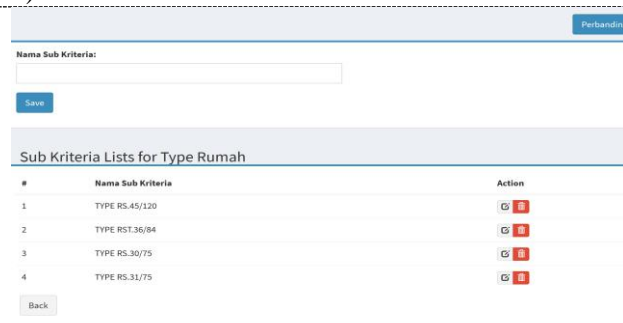 Nama Sub Kriteria:
Save
Sub Kriteria Lists for Type Rumah
# Nama Sub Kriteria Action
1 TYPE RS.45/120
2 TYPE RST.36/84
3 TYPE RS.30/75
4 TYPE RS.31/75
Back